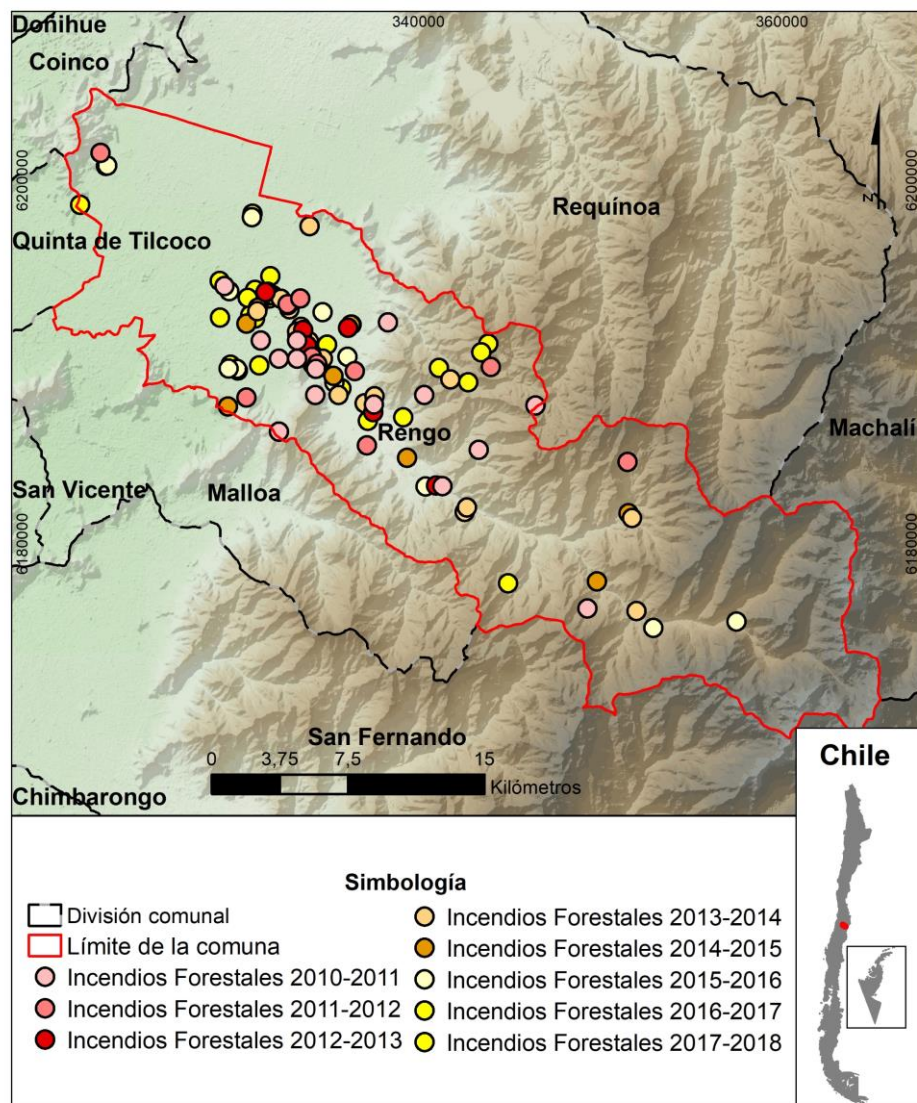 Doñihue
340000
360000
Coinco
6200000
6200000
N
Requínoa
Quinta de Tilcoco
Rengo
Machalí
San Vicente
Malloa
6180000
6180000
San Fernando
0 3,75 7,5 15
Kilómetros
Chimbarongo
Chile
Simbología
División comunal
Límite de la comuna
Incendios Forestales 2010-2011
Incendios Forestales 2011-2012
Incendios Forestales 2012-2013
Incendios Forestales 2013-2014
Incendios Forestales 2014-2015
Incendios Forestales 2015-2016
Incendios Forestales 2016-2017
Incendios Forestales 2017-2018